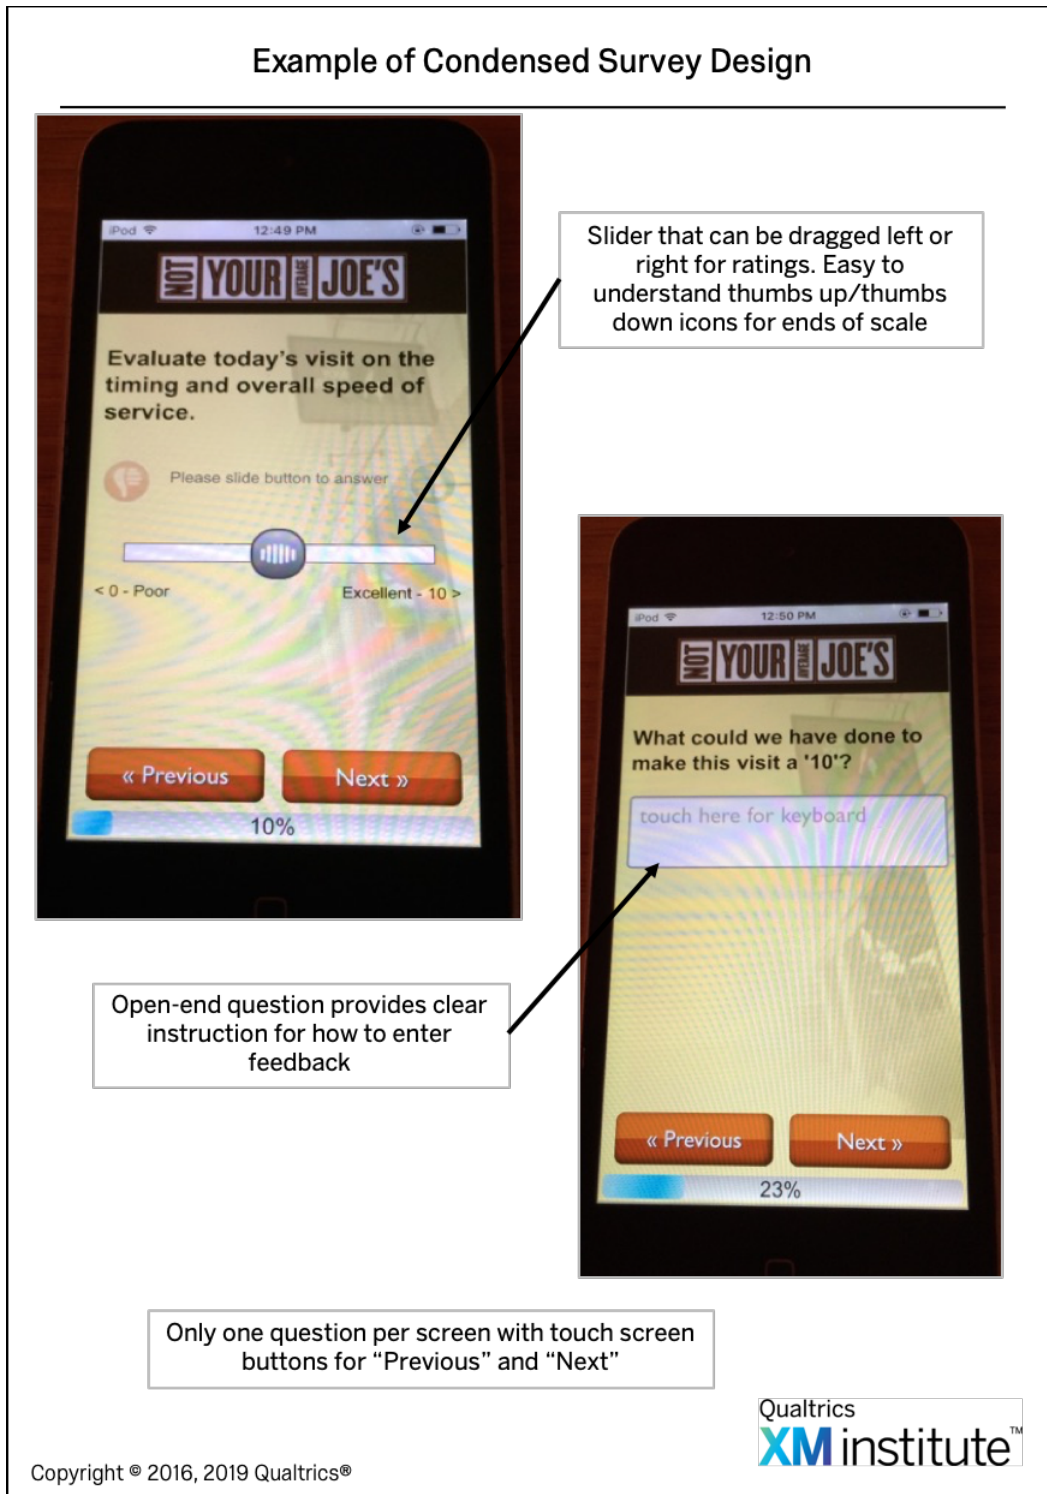 Example of Condensed Survey Design
iPod
12:49 PM
NOT YOUR AVERAGE JOE'S
Evaluate today's visit on the
timing and overall speed of
service.
Please slide button to answer
< 0 - Poor
Excellent - 10 >
« Previous
Next »
10%
Slider that can be dragged left or
right for ratings. Easy to
understand thumbs up/thumbs
down icons for ends of scale
iPod
12:50 PM
NOT YOUR AVERAGE JOE'S
What could we have done to
make this visit a '10'?
touch here for keyboard
« Previous
Next »
23%
Open-end question provides clear
instruction for how to enter
feedback
Only one question per screen with touch screen
buttons for “Previous” and “Next”
Qualtrics
XM institute™
Copyright © 2016, 2019 Qualtrics®